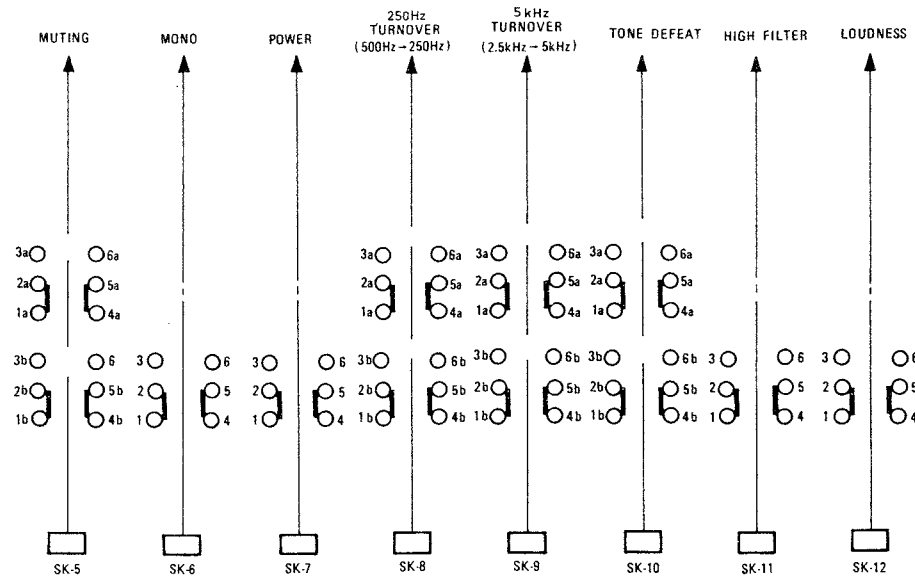 250Hz 5kHz
MUTING MONO POWER TURNOVER TURNOVER TONE DEFEAT HIGH FILTER LOUDNESS
(500Hz→250Hz) (2.5kHz→5kHz)
3a 6a 3a 6a 3a 6a 3a 6a
2a 5a 2a 5a 2a 5a 2a 5a
1a 4a 1a 4a 1a 4a 1a 4a
3b 6 3 6 3 6 3b 6b 3b 6b 3b 6b 3 6 3 6
2b 5b 2 5 2 5 2b 5b 2b 5b 2b 5b 2 5 2 5
1b 4b 1 4 1 4 1b 4b 1b 4b 1b 4b 1 4 1 4
SK-5 SK-6 SK-7 SK-8 SK-9 SK-10 SK-11 SK-12